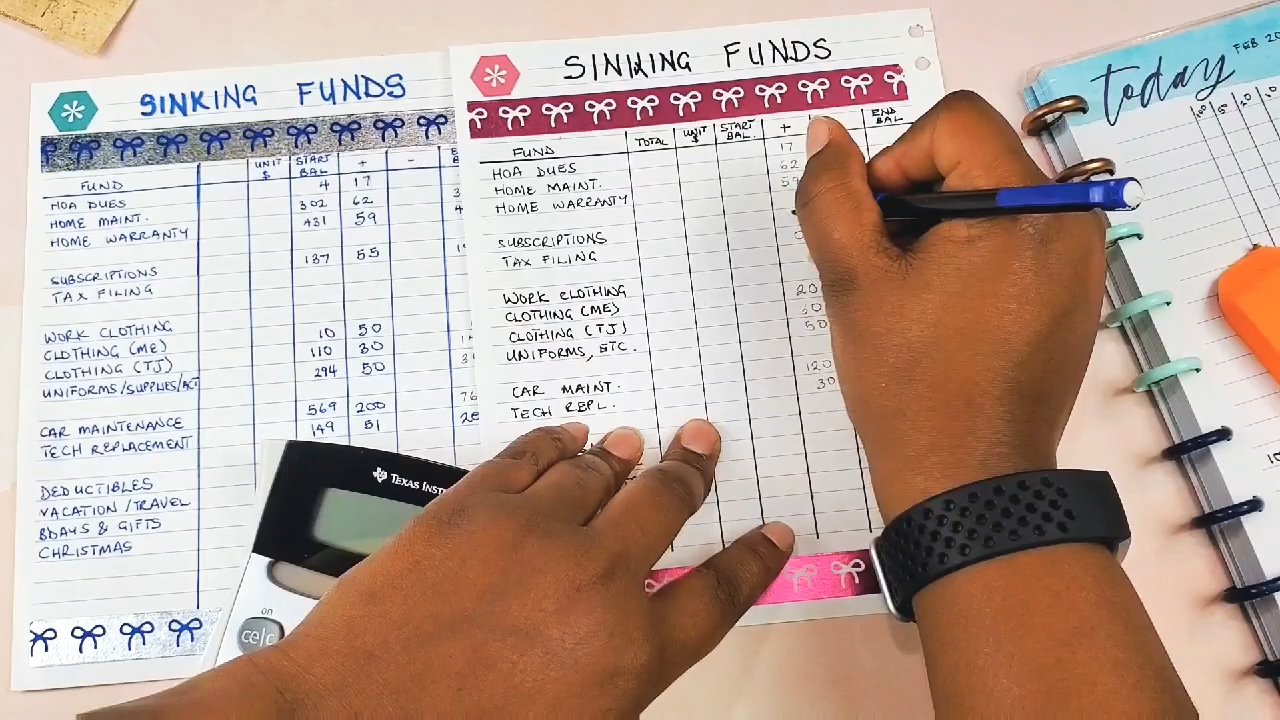 SINKING FUNDS
FUND UNIT $ START BAL + -
HOA DUES 4 17
HOME MAINT. 302 62
HOME WARRANTY 431 59
SUBSCRIPTIONS 137 55
TAX FILING
WORK CLOTHING
CLOTHING (ME) 10 50
CLOTHING (TJ) 110 30
UNIFORMS/SUPPLIES/ACT 294 50
CAR MAINTENANCE 569 200
TECH REPLACEMENT 149 51
DEDUCTIBLES
VACATION/TRAVEL
BDAYS & GIFTS
CHRISTMAS
SINKING FUNDS
FUND TOTAL UNIT $ START BAL. + END BAL
HOA DUES 17
HOME MAINT. 62
HOME WARRANTY 59
SUBSCRIPTIONS
TAX FILING
WORK CLOTHING
CLOTHING (ME) 20
CLOTHING (TJ)
UNIFORMS, ETC. 50
CAR MAINT. 120
TECH REPL. 30
TEXAS INST
on
ce|c
today
FEB 20